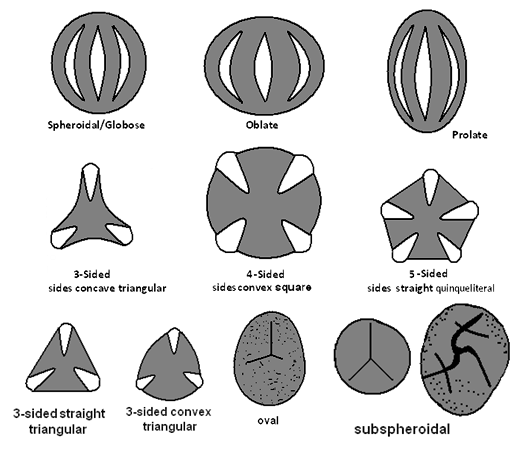 Spheroidal/Globose
Oblate
Prolate
3-Sided
sides concave triangular
4-Sided
sides convex square
5-Sided
sides straight quinqueliteral
3-sided straight
triangular
3-sided convex
triangular
oval
subspheroidal